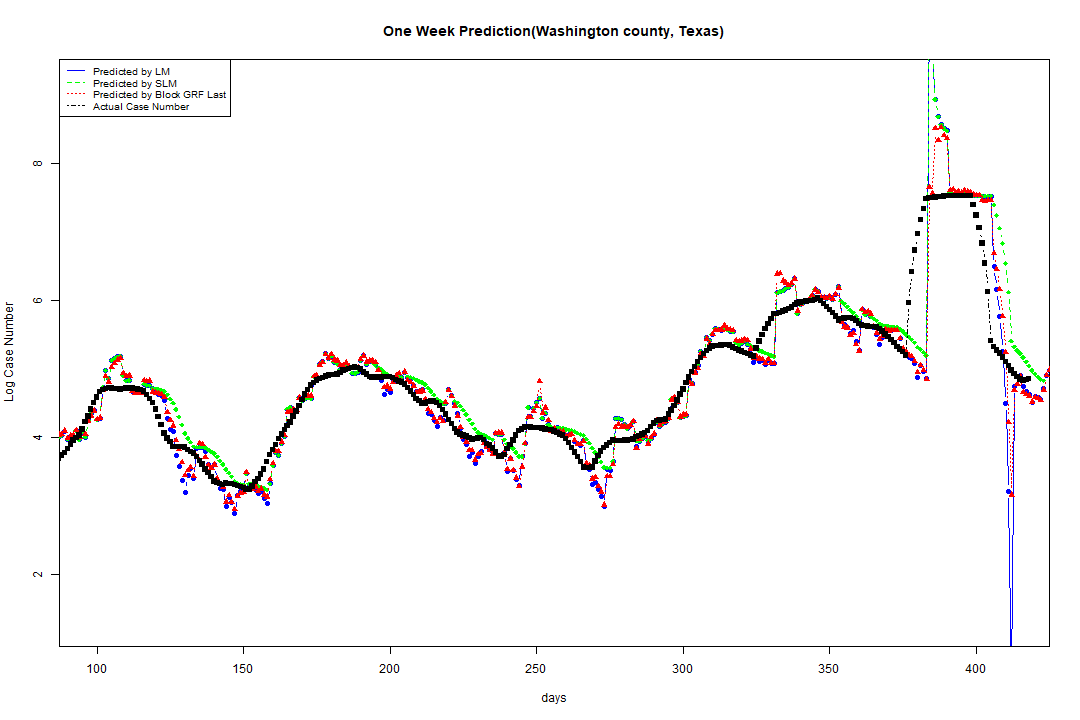 One Week Prediction(Washington county, Texas)
Predicted by LM
Predicted by SLM
Predicted by Block GRF Last
Actual Case Number
Log Case Number
8
6
4
2
100 150 200 250 300 350 400
days